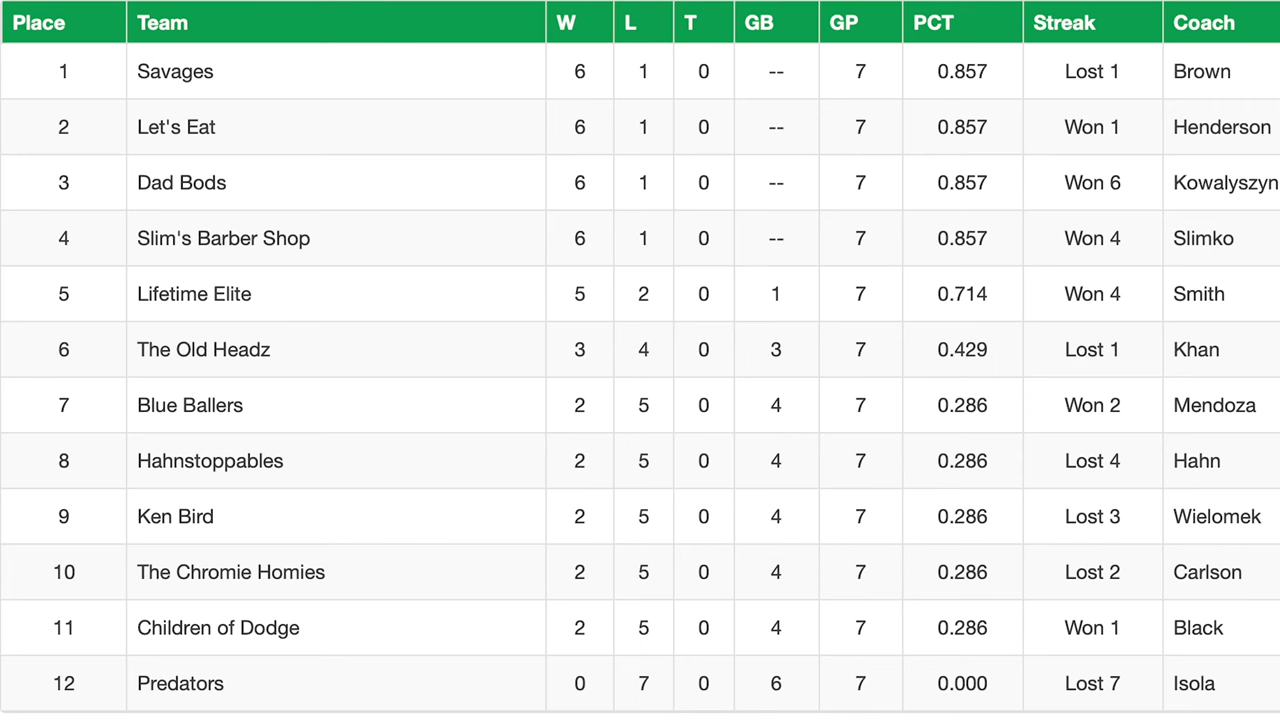 Place Team W L T GB GP PCT Streak Coach
1 Savages 6 1 0 -- 7 0.857 Lost 1 Brown
2 Let's Eat 6 1 0 -- 7 0.857 Won 1 Henderson
3 Dad Bods 6 1 0 -- 7 0.857 Won 6 Kowalyszyn
4 Slim's Barber Shop 6 1 0 -- 7 0.857 Won 4 Slimko
5 Lifetime Elite 5 2 0 1 7 0.714 Won 4 Smith
6 The Old Headz 3 4 0 3 7 0.429 Lost 1 Khan
7 Blue Ballers 2 5 0 4 7 0.286 Won 2 Mendoza
8 Hahnstoppables 2 5 0 4 7 0.286 Lost 4 Hahn
9 Ken Bird 2 5 0 4 7 0.286 Lost 3 Wielomek
10 The Chromie Homies 2 5 0 4 7 0.286 Lost 2 Carlson
11 Children of Dodge 2 5 0 4 7 0.286 Won 1 Black
12 Predators 0 7 0 6 7 0.000 Lost 7 Isola